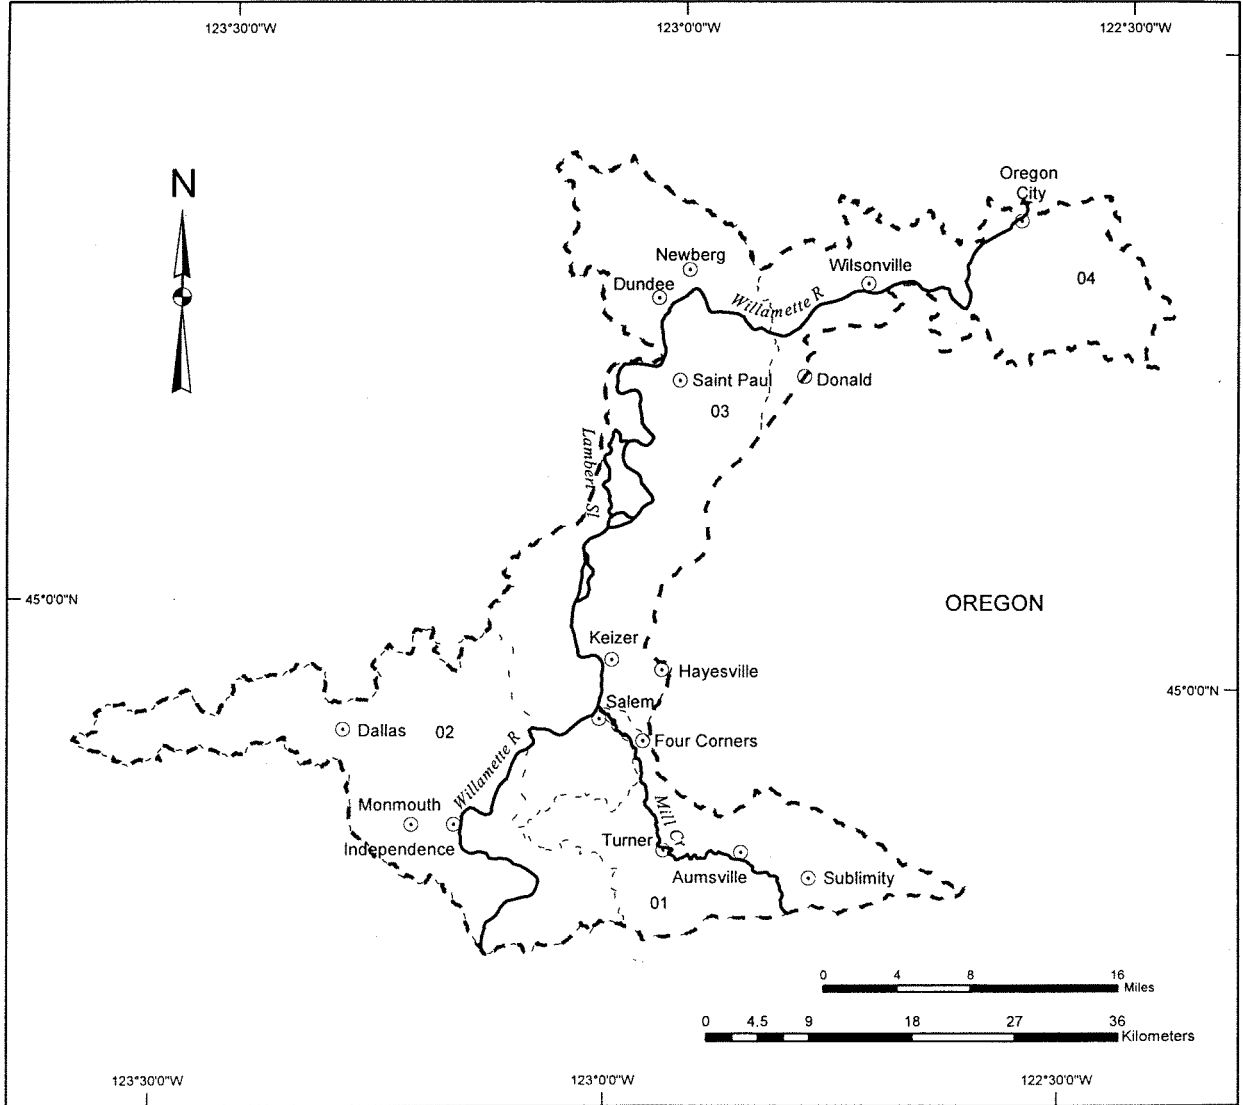 123°30'0"W
123°0'0"W
122°30'0"W
N
Oregon
City
Newberg
Wilsonville
04
Dundee
Willamette R
Saint Paul
Donald
03
Lambert Sl
45°0'0"N
OREGON
Keizer
Hayesville
45°0'0"N
Salem
Dallas
02
Four Corners
Willamette R
Monmouth
Mill Cr
Independence
Turner
Aumsville
Sublimity
01
0 4 8 16
Miles
0 4.5 9 18 27 36
Kilometers
123°30'0"W
123°0'0"W
122°30'0"W